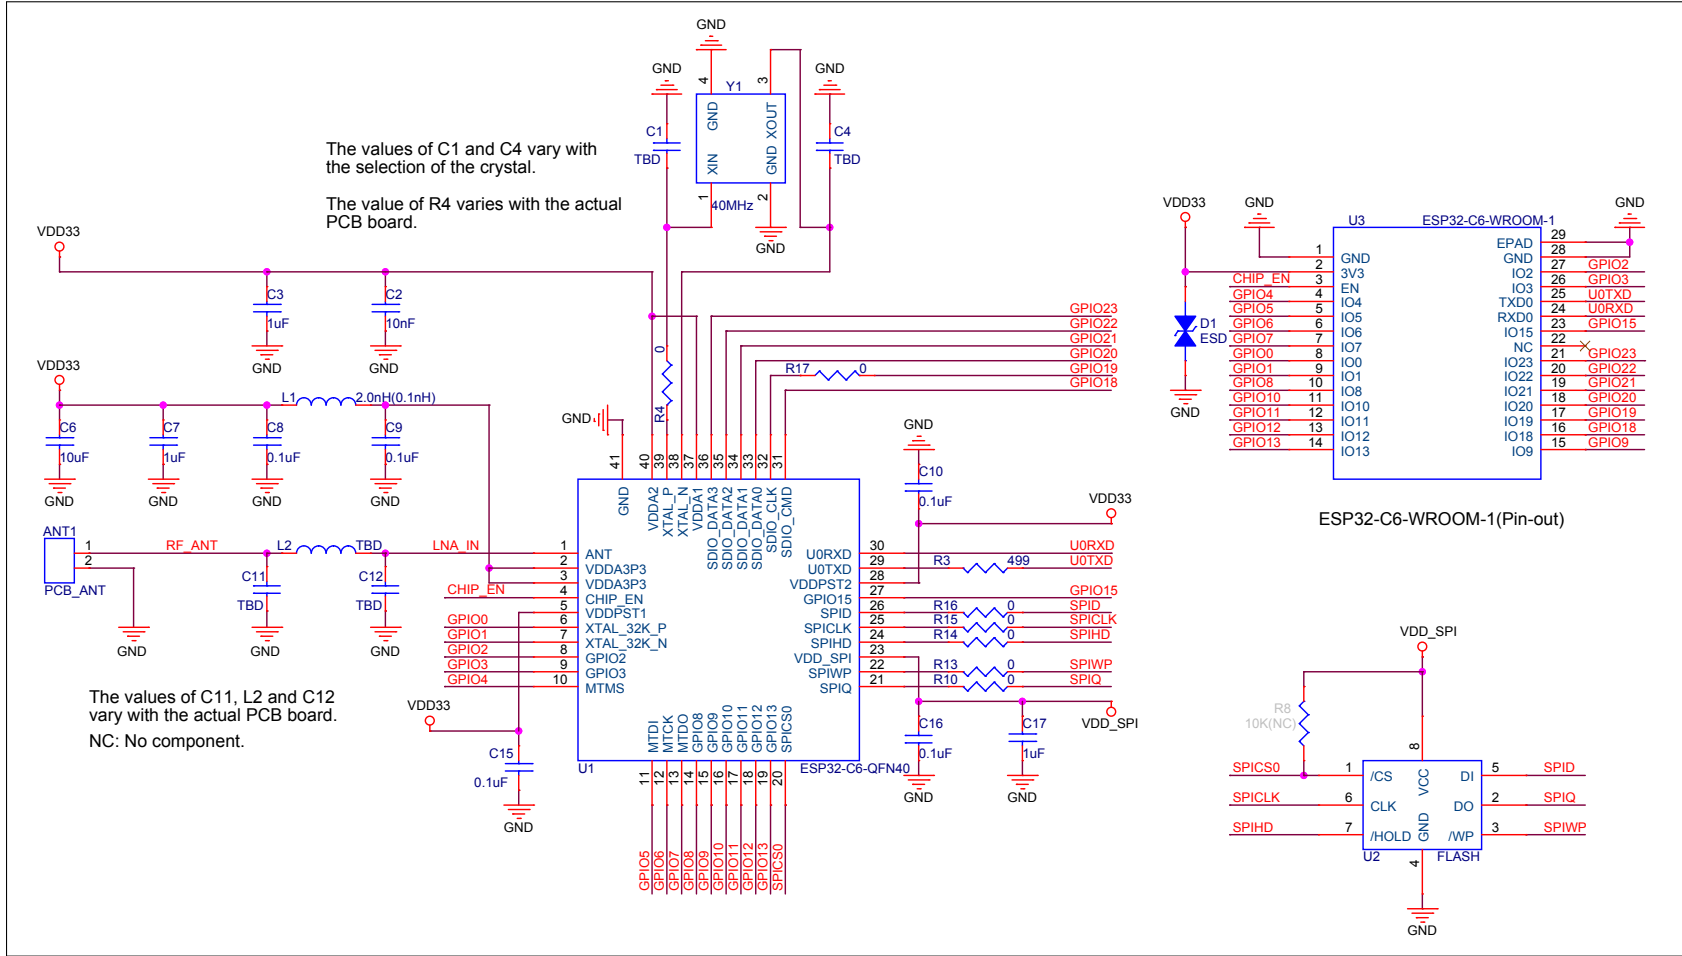 GND
GND
GND
4
3
Y1
GND
GND XOUT
XIN
1
2
40MHz
GND
C1
TBD
C4
TBD
The values of C1 and C4 vary with
the selection of the crystal.
The value of R4 varies with the actual
PCB board.
VDD33
C3
1uF
GND
C2
10nF
GND
VDD33
L1
2.0nH(0.1nH)
C6
10uF
GND
C7
1uF
GND
C8
0.1uF
GND
C9
0.1uF
GND
ANT1
1
2
PCB_ANT
RF_ANT
L2
TBD
LNA_IN
C11
TBD
C12
TBD
GND
GND
GND
The values of C11, L2 and C12
vary with the actual PCB board.
NC: No component.
VDD33
C15
0.1uF
GND
GND
0
R4
R17
0
GPIO23
GPIO22
GPIO21
GPIO20
GPIO19
GPIO18
41
40
39
38
37
36
35
34
33
32
31
GND
VDDA2
XTAL_P
XTAL_N
VDDA1
SDIO_DATA3
SDIO_DATA2
SDIO_DATA1
SDIO_DATA0
SDIO_CLK
SDIO_CMD
1 ANT
2 VDDA3P3
3 VDDA3P3
CHIP_EN 4 CHIP_EN
5 VDDPST1
GPIO0 6 XTAL_32K_P
GPIO1 7 XTAL_32K_N
GPIO2 8 GPIO2
GPIO3 9 GPIO3
GPIO4 10 MTMS
U0RXD 30 U0RXD
U0TXD 29 R3 499 U0TXD
VDDPST2 28
GPIO15 27 GPIO15
SPID 26 R16 0 SPID
SPICLK 25 R15 0 SPICLK
SPIHD 24 R14 0 SPIHD
VDD_SPI 23
SPIWP 22 R13 0 SPIWP
SPIQ 21 R10 0 SPIQ
MTDI
MTCK
MTDO
GPIO8
GPIO9
GPIO10
GPIO11
GPIO12
GPIO13
SPICS0
U1
ESP32-C6-QFN40
11
12
13
14
15
16
17
18
19
20
GPIO5
GPIO6
GPIO7
GPIO8
GPIO9
GPIO10
GPIO11
GPIO12
GPIO13
SPICS0
GND
C10
0.1uF
VDD33
VDD_SPI
C16
0.1uF
GND
C17
1uF
GND
VDD33
GND
GND
D1
ESD
GND
U3
ESP32-C6-WROOM-1
1 GND
2 3V3
CHIP_EN 3 EN
GPIO4 4 IO4
GPIO5 5 IO5
GPIO6 6 IO6
GPIO7 7 IO7
GPIO0 8 IO0
GPIO1 9 IO1
GPIO8 10 IO8
GPIO10 11 IO10
GPIO11 12 IO11
GPIO12 13 IO12
GPIO13 14 IO13
EPAD 29
GND 28
IO2 27 GPIO2
IO3 26 GPIO3
TXD0 25 U0TXD
RXD0 24 U0RXD
IO15 23 GPIO15
NC 22
IO23 21 GPIO23
IO22 20 GPIO22
IO21 19 GPIO21
IO20 18 GPIO20
IO19 17 GPIO19
IO18 16 GPIO18
IO9 15 GPIO9
ESP32-C6-WROOM-1(Pin-out)
VDD_SPI
R8
10K(NC)
8
SPICS0 1 /CS
SPICLK 6 CLK
SPIHD 7 /HOLD
VCC
GND
DI 5 SPID
DO 2 SPIQ
/WP 3 SPIWP
U2
FLASH
4
GND